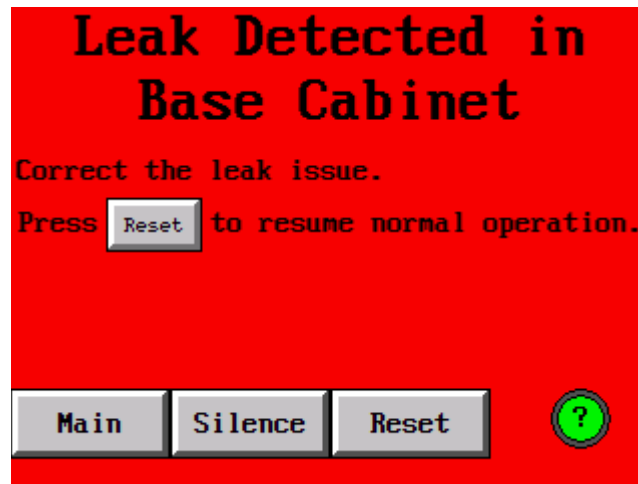 Leak Detected in
Base Cabinet
Correct the leak issue.
Press Reset to resume normal operation.
Main Silence Reset ?